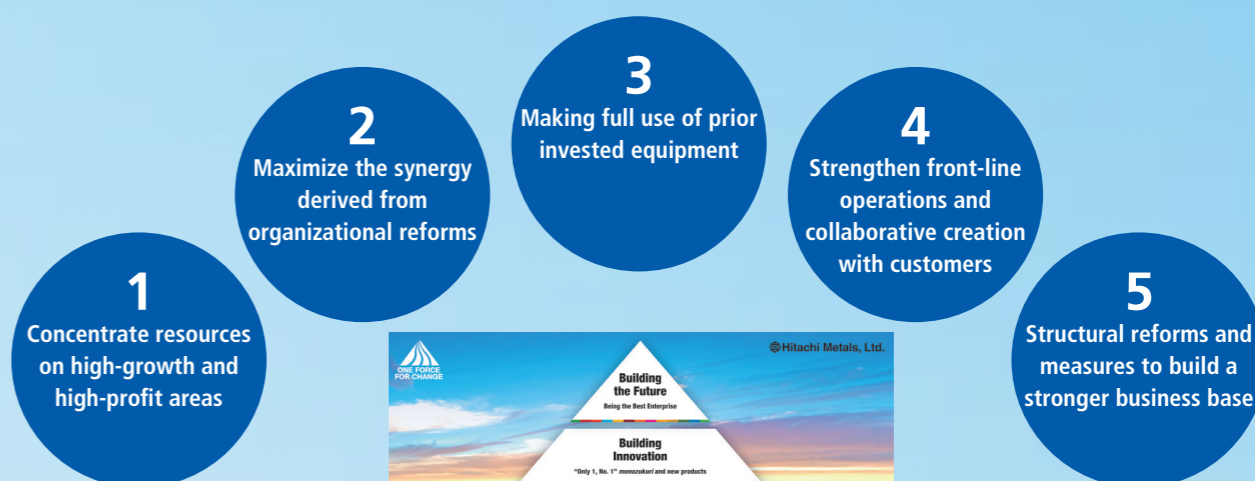 1
Concentrate resources
on high-growth and
high-profit areas
2
Maximize the synergy
derived from
organizational reforms
3
Making full use of prior
invested equipment
4
Strengthen front-line
operations and
collaborative creation
with customers
5
Structural reforms and
measures to build a
stronger business base
ONE FORCE
FOR CHANGE
Hitachi Metals, Ltd.
Building
the Future
Being the Best Enterprise
Building
Innovation
"Only 1, No. 1" monozukuri and new products